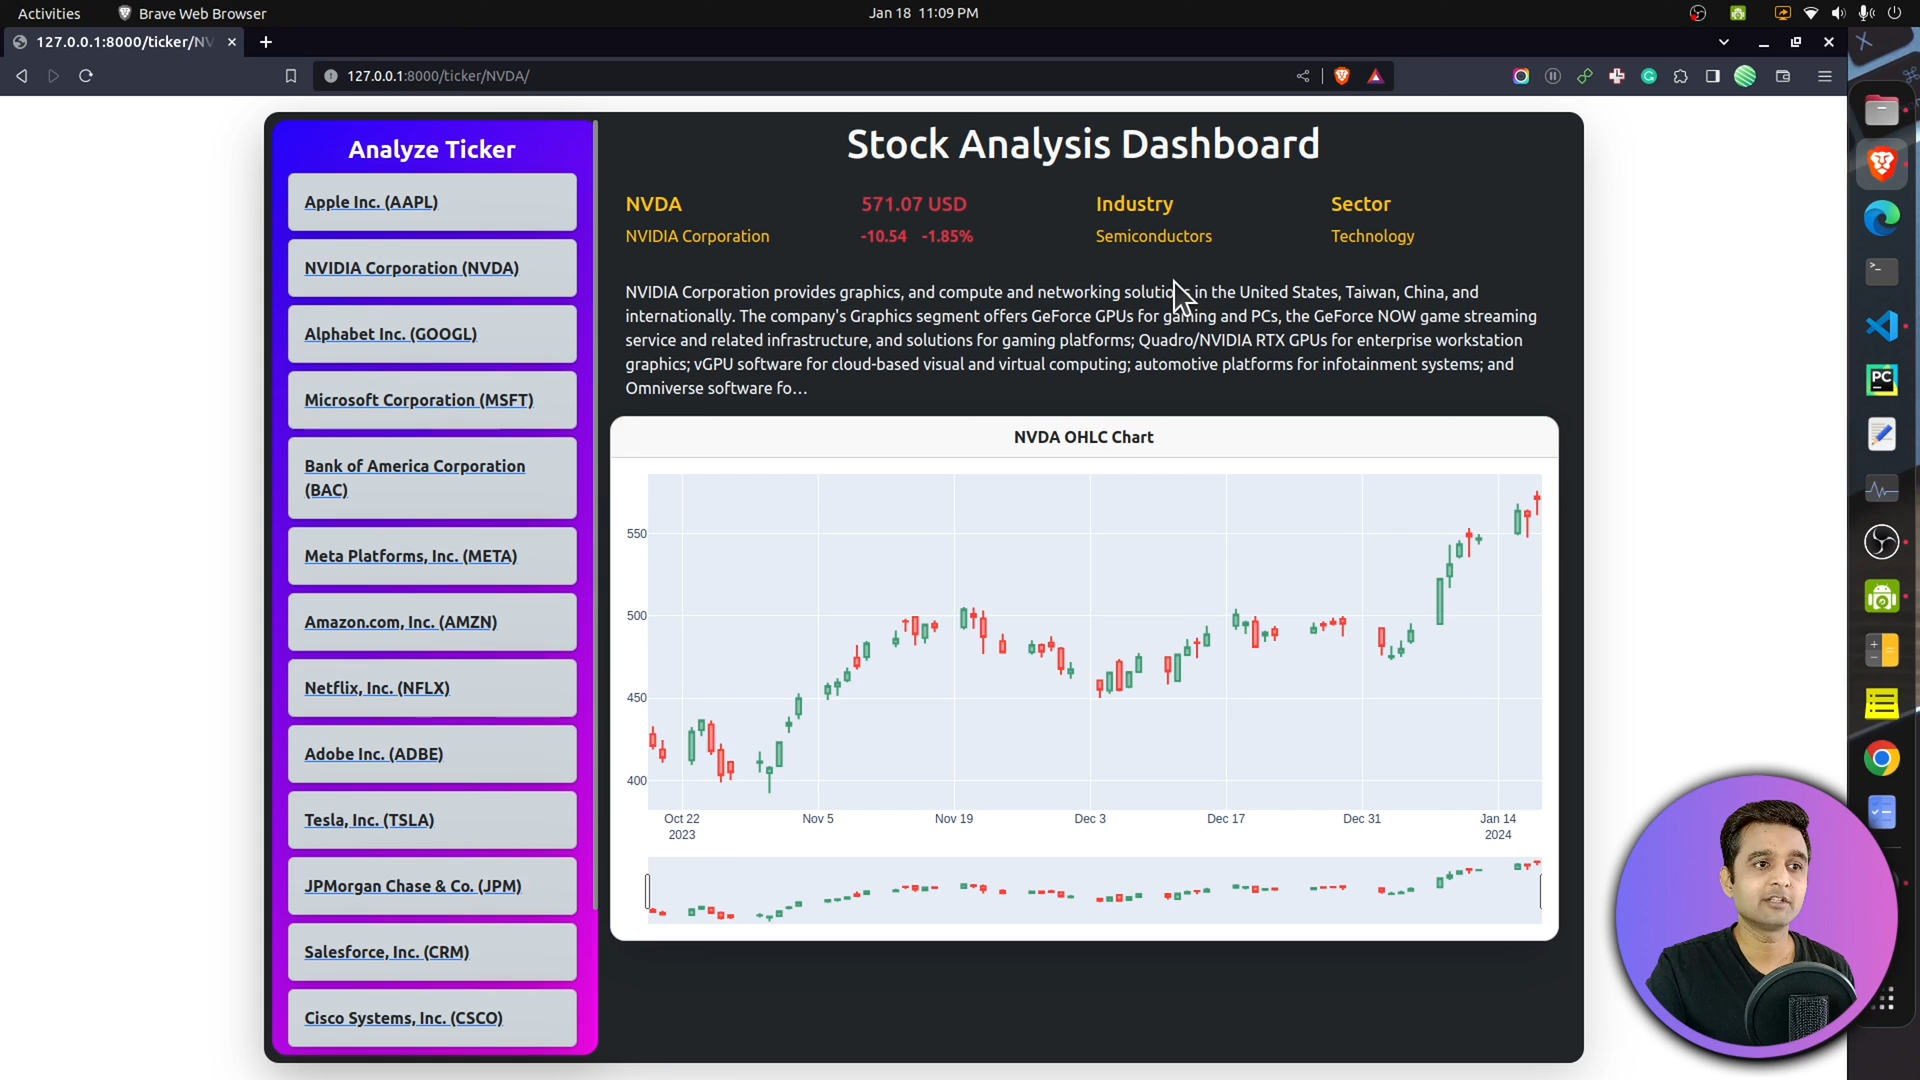 Activities
Brave Web Browser
Jan 18 11:09 PM
127.0.0.1:8000/ticker/NV
127.0.0.1:8000/ticker/NVDA/
Analyze Ticker
Apple Inc. (AAPL)
NVIDIA Corporation (NVDA)
Alphabet Inc. (GOOGL)
Microsoft Corporation (MSFT)
Bank of America Corporation
(BAC)
Meta Platforms, Inc. (META)
Amazon.com, Inc. (AMZN)
Netflix, Inc. (NFLX)
Adobe Inc. (ADBE)
Tesla, Inc. (TSLA)
JPMorgan Chase & Co. (JPM)
Salesforce, Inc. (CRM)
Cisco Systems, Inc. (CSCO)
Stock Analysis Dashboard
NVDA 571.07 USD Industry Sector
NVIDIA Corporation -10.54 -1.85% Semiconductors Technology
NVIDIA Corporation provides graphics, and compute and networking solutions in the United States, Taiwan, China, and
internationally. The company's Graphics segment offers GeForce GPUs for gaming and PCs, the GeForce NOW game streaming
service and related infrastructure, and solutions for gaming platforms; Quadro/NVIDIA RTX GPUs for enterprise workstation
graphics; vGPU software for cloud-based visual and virtual computing; automotive platforms for infotainment systems; and
Omniverse software fo…
NVDA OHLC Chart
550
500
450
400
Oct 22 Nov 5 Nov 19 Dec 3 Dec 17 Dec 31 Jan 14
2023 2024
PC